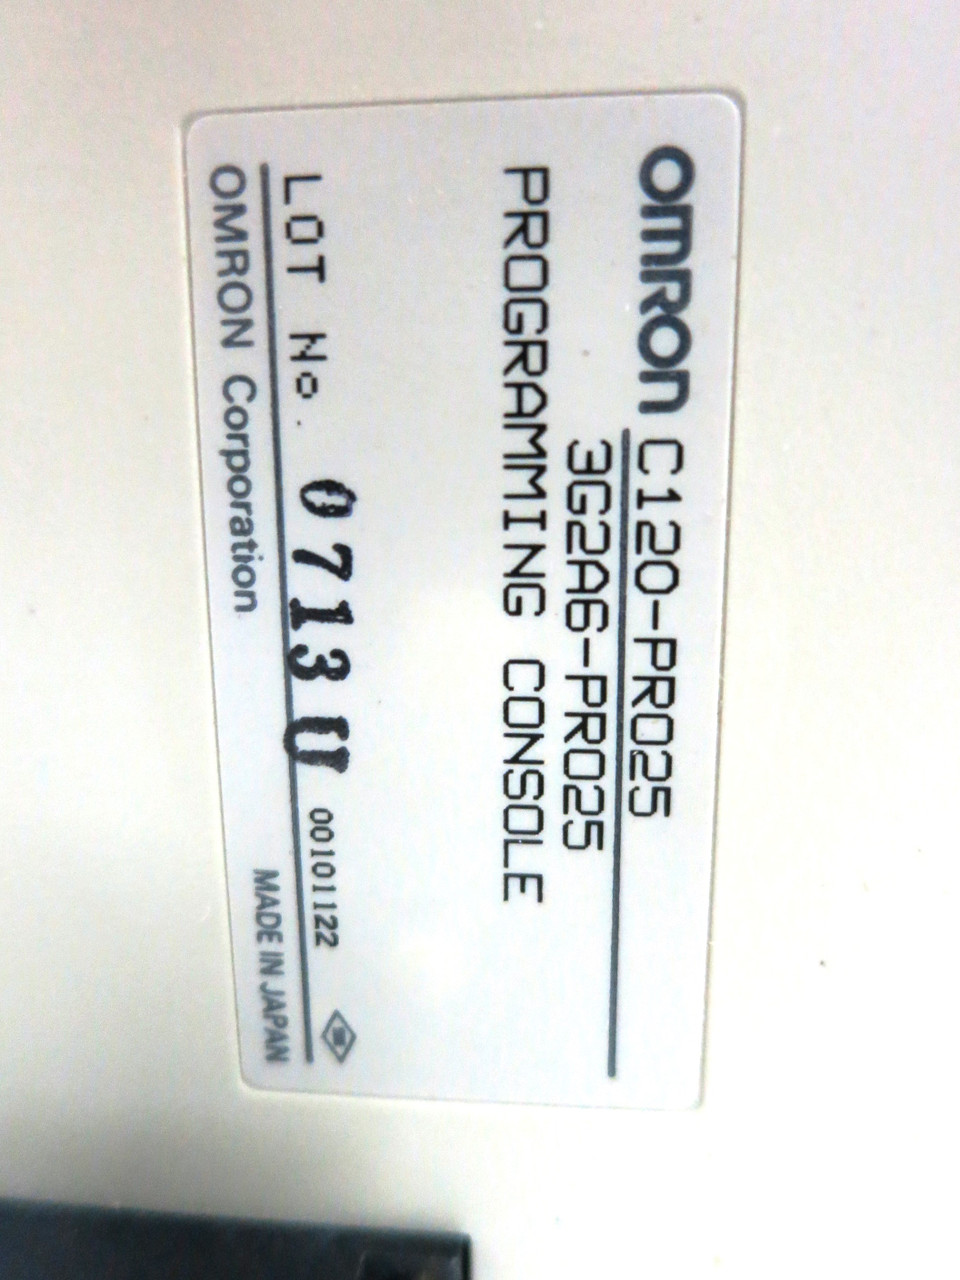 OMRON C120-PRO25
3G2A6-PRO25
PROGRAMMING CONSOLE
LOT No. 0713U 00101122
OMRON Corporation MADE IN JAPAN